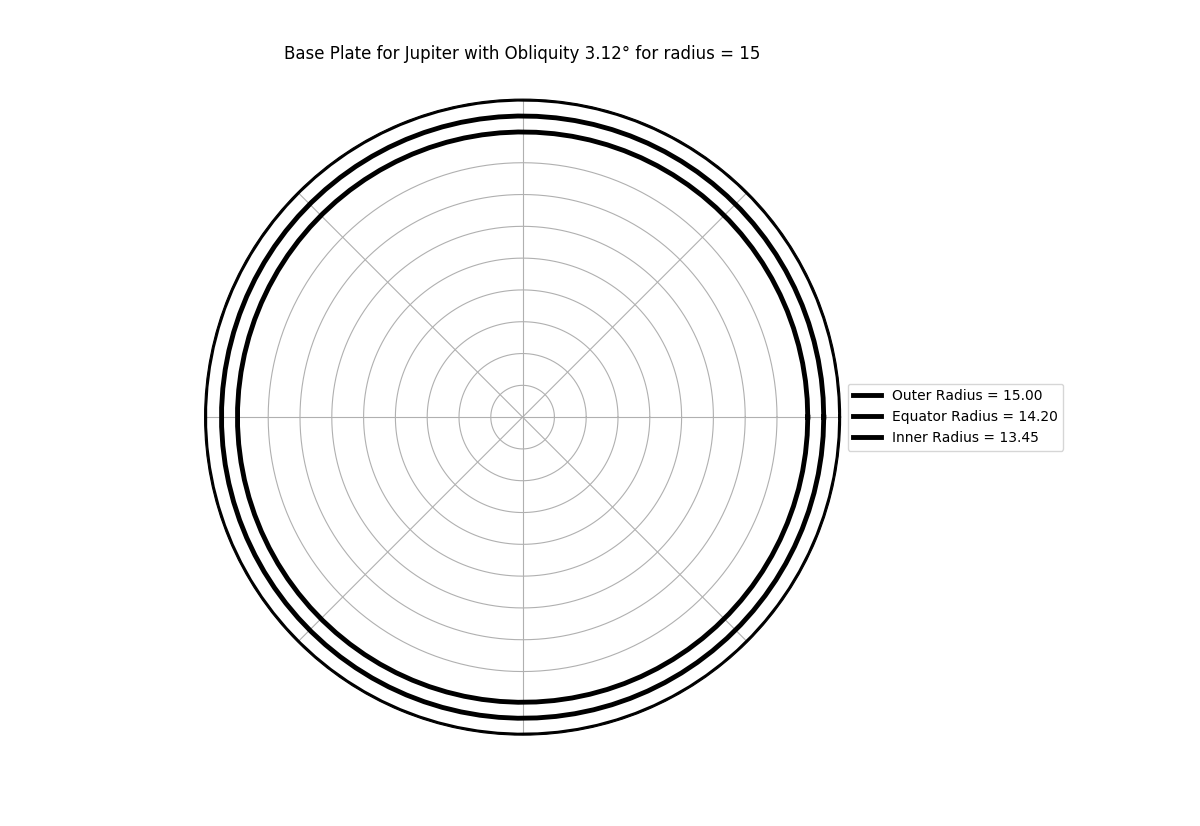 Base Plate for Jupiter with Obliquity 3.12° for radius = 15
Outer Radius = 15.00
Equator Radius = 14.20
Inner Radius = 13.45